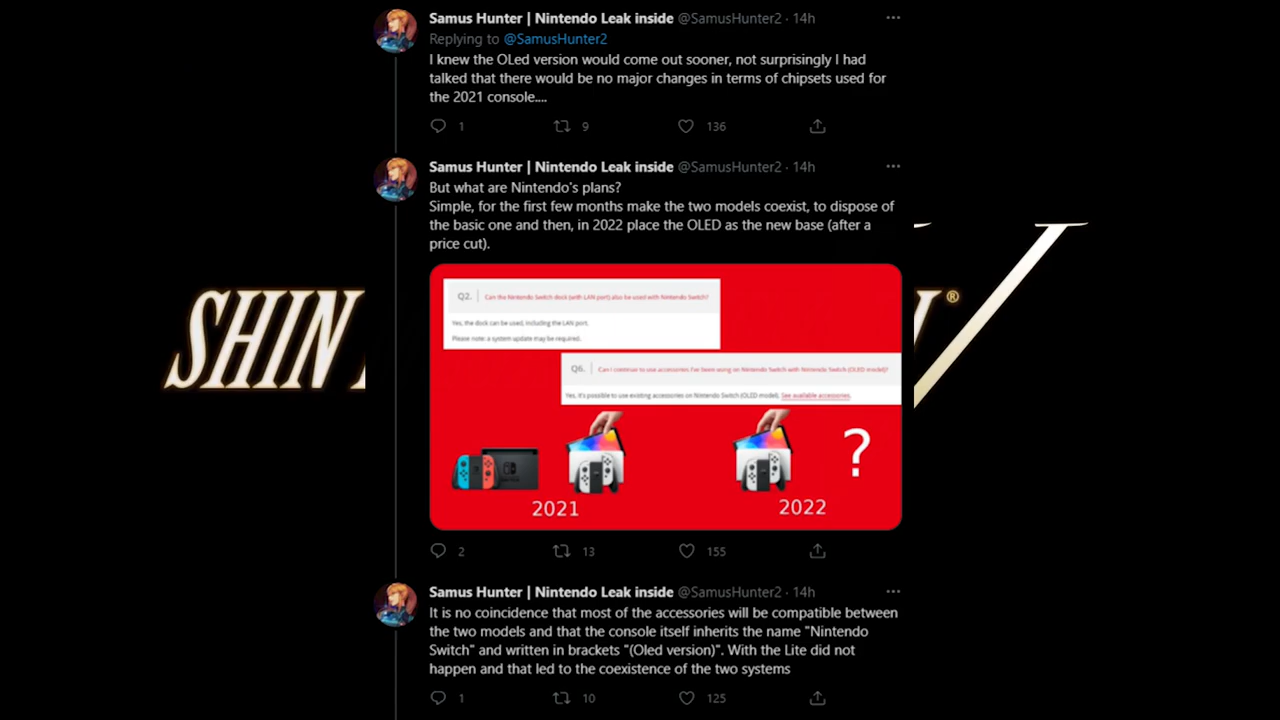 Samus Hunter | Nintendo Leak inside @SamusHunter2 · 14h
Replying to @SamusHunter2
I knew the OLed version would come out sooner, not surprisingly I had
talked that there would be no major changes in terms of chipsets used for
the 2021 console....
1 9 136
Samus Hunter | Nintendo Leak inside @SamusHunter2 · 14h
But what are Nintendo's plans?
Simple, for the first few months make the two models coexist, to dispose of
the basic one and then, in 2022 place the OLED as the new base (after a
price cut).
SHIN
V
®
Q2. Can the Nintendo Switch dock (with LAN port) also be used with Nintendo Switch?
Yes, the dock can be used, including the LAN port.
Please note: a system update may be required.
Q6. Can I continue to use accessories I've been using on Nintendo Switch with Nintendo Switch (OLED model)?
Yes, it's possible to use existing accessories on Nintendo Switch (OLED model). See available accessories.
?
2021 2022
2 13 155
Samus Hunter | Nintendo Leak inside @SamusHunter2 · 14h
It is no coincidence that most of the accessories will be compatible between
the two models and that the console itself inherits the name "Nintendo
Switch" and written in brackets "(Oled version)". With the Lite did not
happen and that led to the coexistence of the two systems
1 10 125